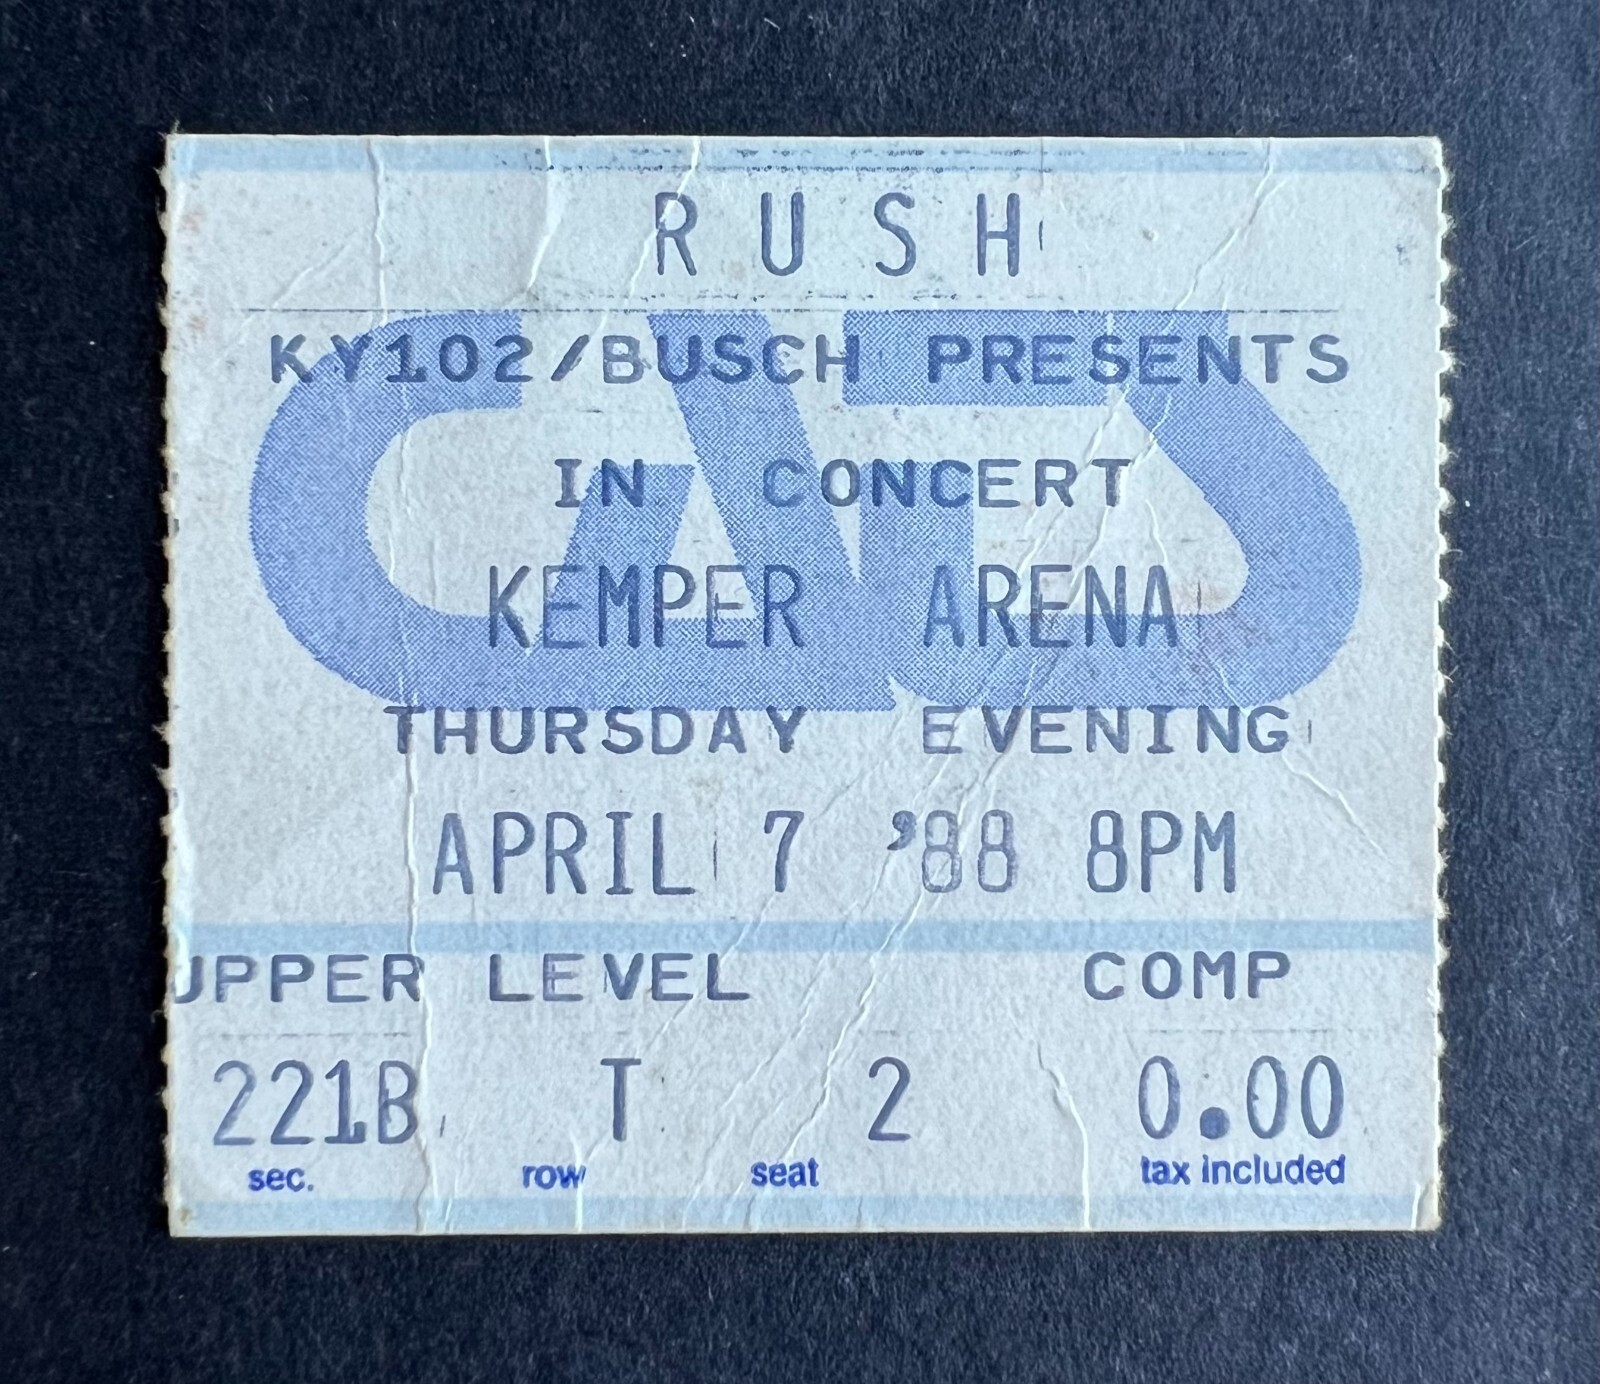 RUSH
KY102/BUSCH PRESENTS
IN CONCERT
KEMPER ARENA
THURSDAY EVENING
APRIL 7 '88 8PM
UPPER LEVEL COMP
221B T 2 0.00
sec. row seat tax included